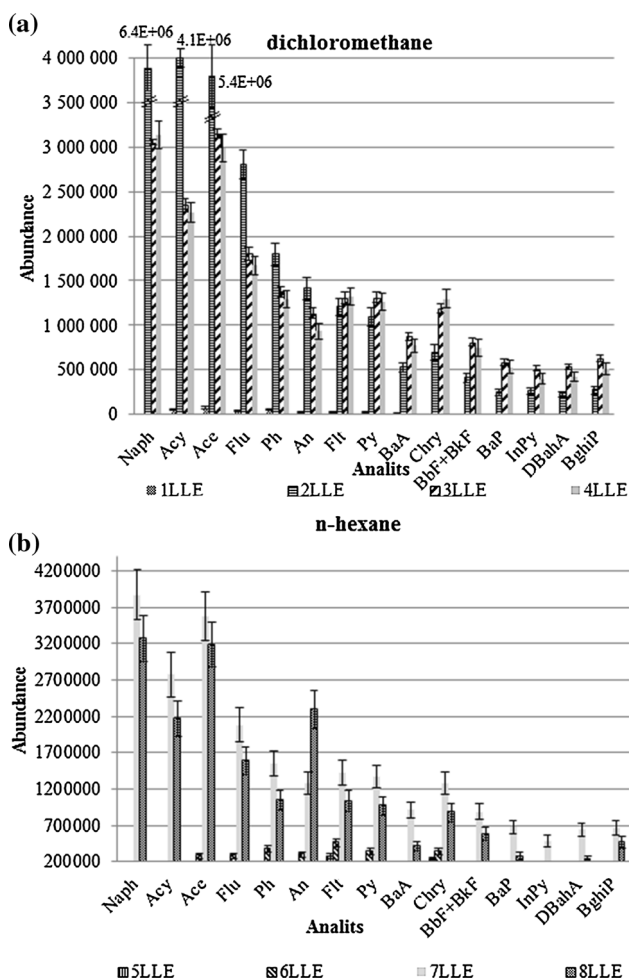 (a)
dichloromethane
6.4E+06
4.1E+06
5.4E+06
4 000 000
3 500 000
3 000 000
2 500 000
2 000 000
1 500 000
1 000 000
500 000
0
Abundance
Naph
Acy
Ace
Flu
Ph
An
Flt
Py
BaA
Chry
BbF+BkF
BaP
InPy
DBahA
BghiP
Analits
1LLE 2LLE 3LLE 4LLE
n-hexane
(b)
4200000
3700000
3200000
2700000
2200000
1700000
1200000
700000
200000
Abundance
Naph
Acy
Ace
Flu
Ph
An
Flt
Py
BaA
Chry
BbF+BkF
BaP
InPy
DBahA
BghiP
Analits
5LLE 6LLE 7LLE 8LLE